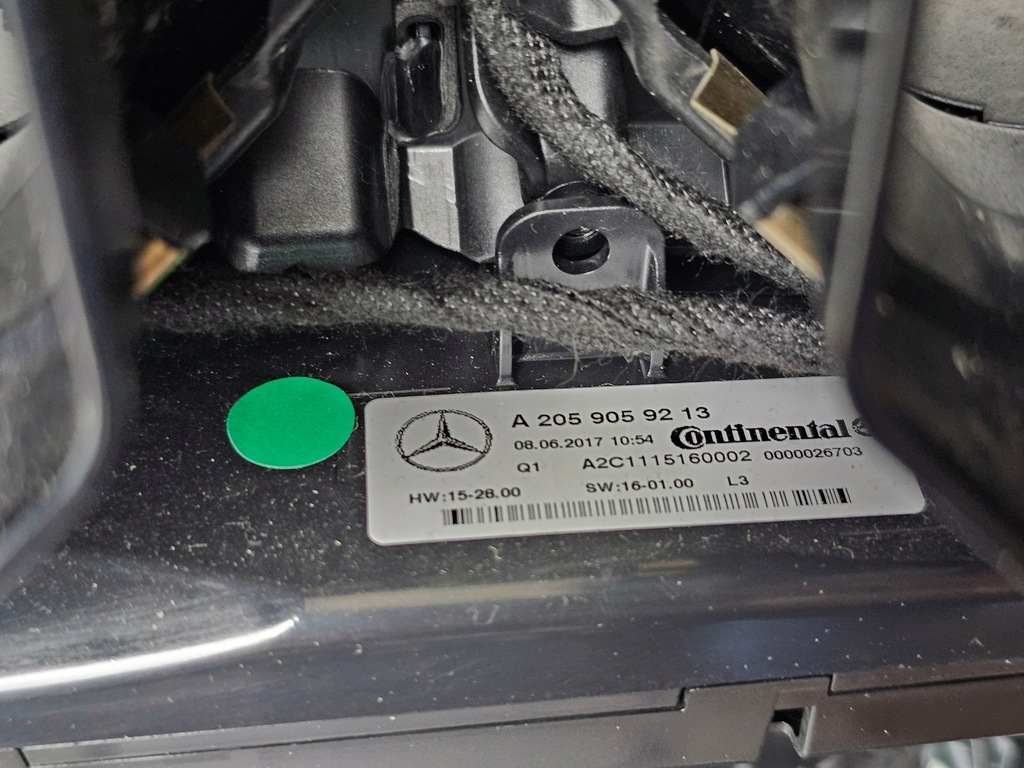 A 205 905 92 13
08.06.2017 10:54 Continental
Q1 A2C1115160002 0000026703
HW:15-28.00 SW:16-01.00 L3